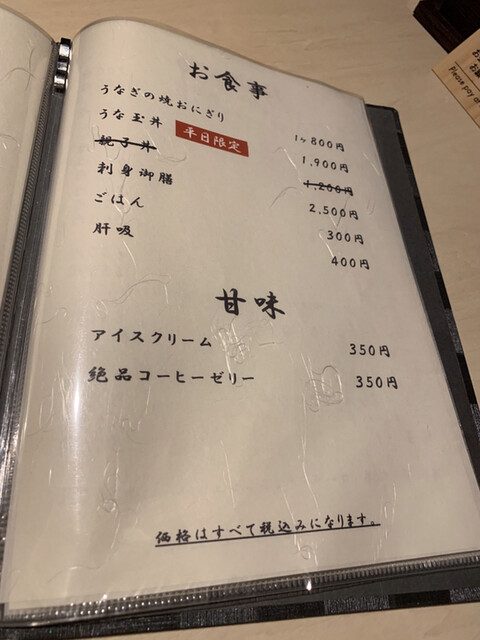 お食事
うなぎの焼おにぎり 1ヶ800円
うな玉丼 平日限定 1,900円
親子丼 1,200円
刺身御膳 2,500円
ごはん 300円
肝吸 400円
甘味
アイスクリーム 350円
絶品コーヒーゼリー 350円
価格はすべて税込みになります。
Please pay